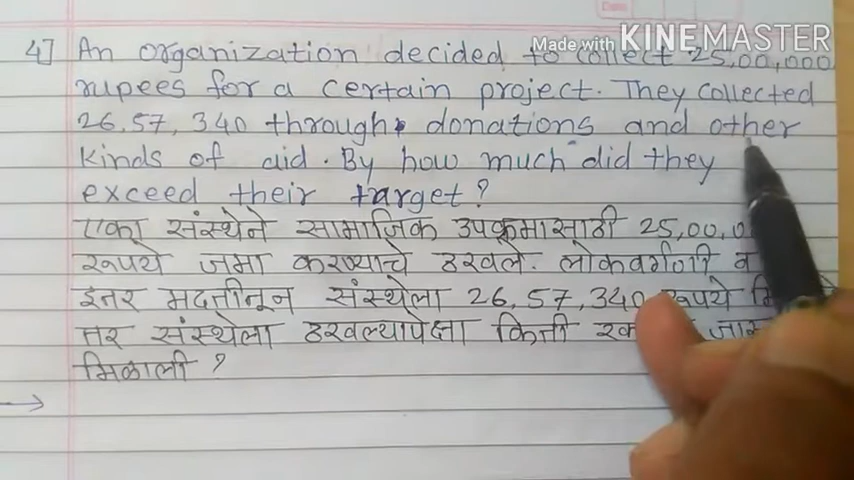 Made with KINEMASTER
4] An organization decided to collect 25,00,000
rupees for a certain project. They collected
26,57,340 through donations and other
kinds of aid. By how much did they
exceed their target?
एका संस्थेने सामाजिक उपक्रमासाठी 25,00,0
रूपये जमा करण्याचे ठरवले. लोकवर्गणी व
इतर मदतीतून संस्थेला 26,57,340 रूपये
तर संस्थेला ठरवल्यापेक्षा किती
मिळाली ?